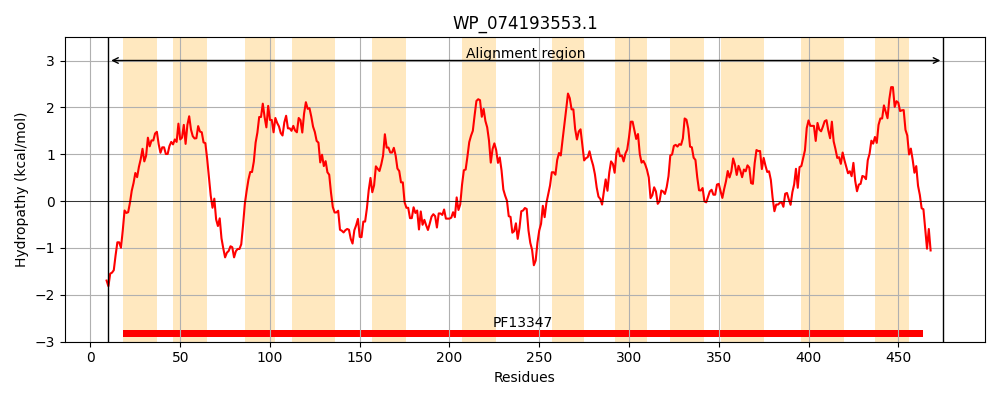 WP_074193553.1
Alignment region
3
2
1
0
−1
−2
−3
Hydropathy (kcal/mol)
PF13347
0 50 100 150 200 250 300 350 400 450
Residues